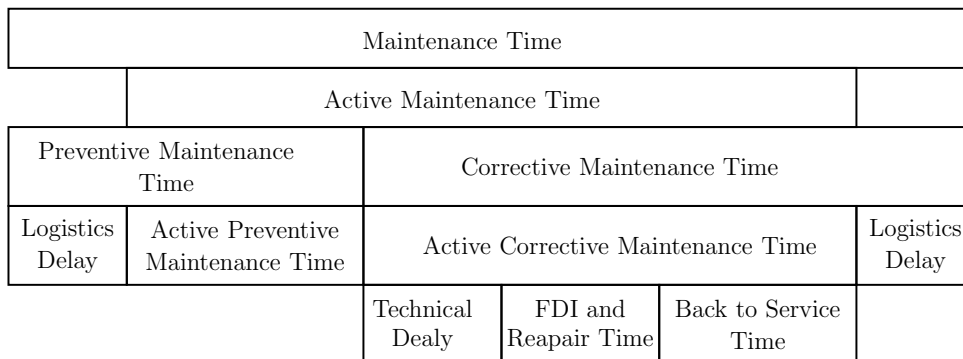 Maintenance Time
Active Maintenance Time
Preventive Maintenance
Time
Corrective Maintenance Time
Logistics
Delay
Active Preventive
Maintenance Time
Active Corrective Maintenance Time
Logistics
Delay
Technical
Dealy
FDI and
Reapair Time
Back to Service
Time